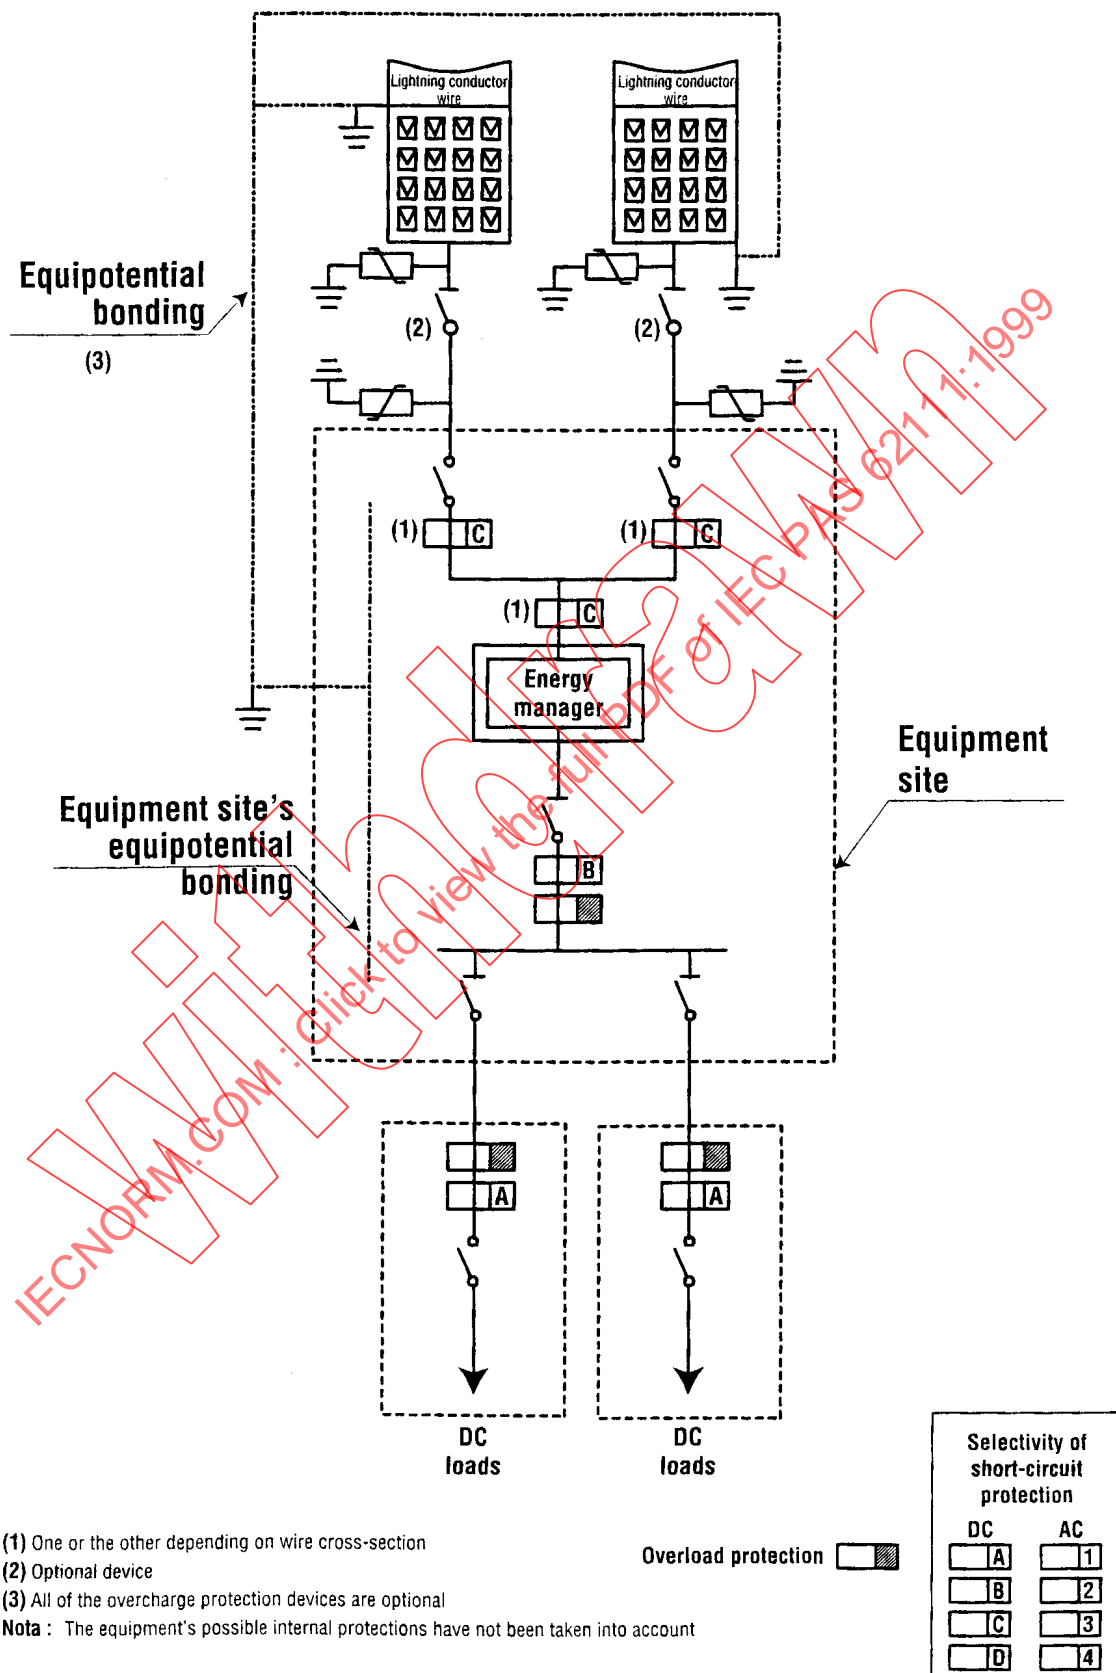 Lightning conductor
wire
Lightning conductor
wire
Equipotential
bonding
(3)
(2)
(2)
(1)
C
(1)
C
(1)
C
Energy
manager
Equipment
site
Equipment site's
equipotential
bonding
B
A
A
DC
loads
DC
loads
Selectivity of
short-circuit
protection
DC
AC
A
1
B
2
C
3
D
4
Overload protection
(1) One or the other depending on wire cross-section
(2) Optional device
(3) All of the overcharge protection devices are optional
Nota : The equipment's possible internal protections have not been taken into account
IECNORM.COM : Click to view the full PDF of IEC PAS 62111:1999
Withdrawn